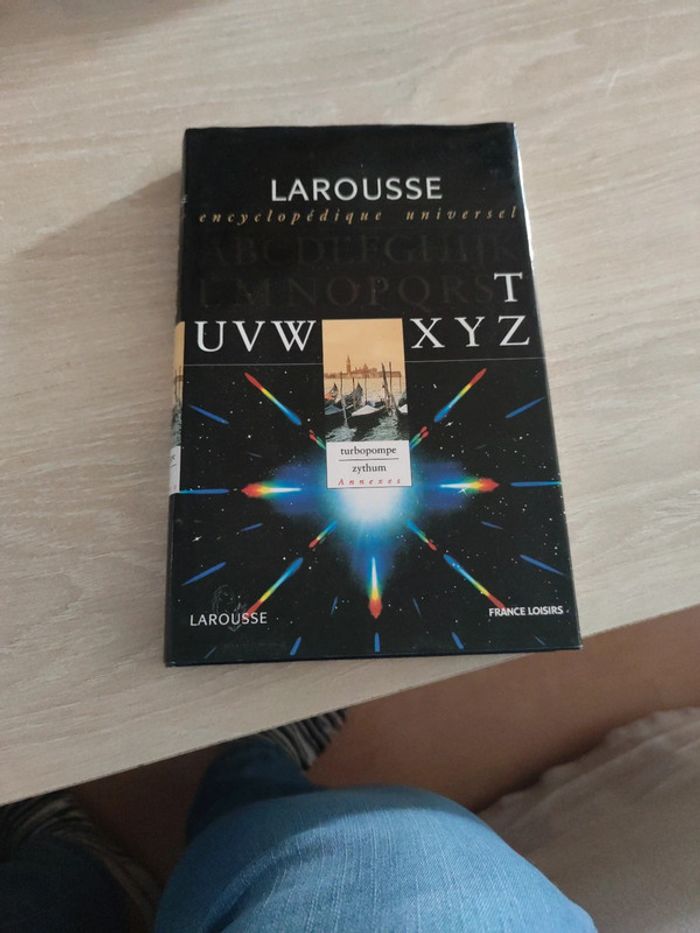 LAROUSSE
encyclopédique universel
ABCDEFGHIJK
LMNOPQRST
UVW XYZ
turbopompe
zythum
Annexes
LAROUSSE
FRANCE LOISIRS